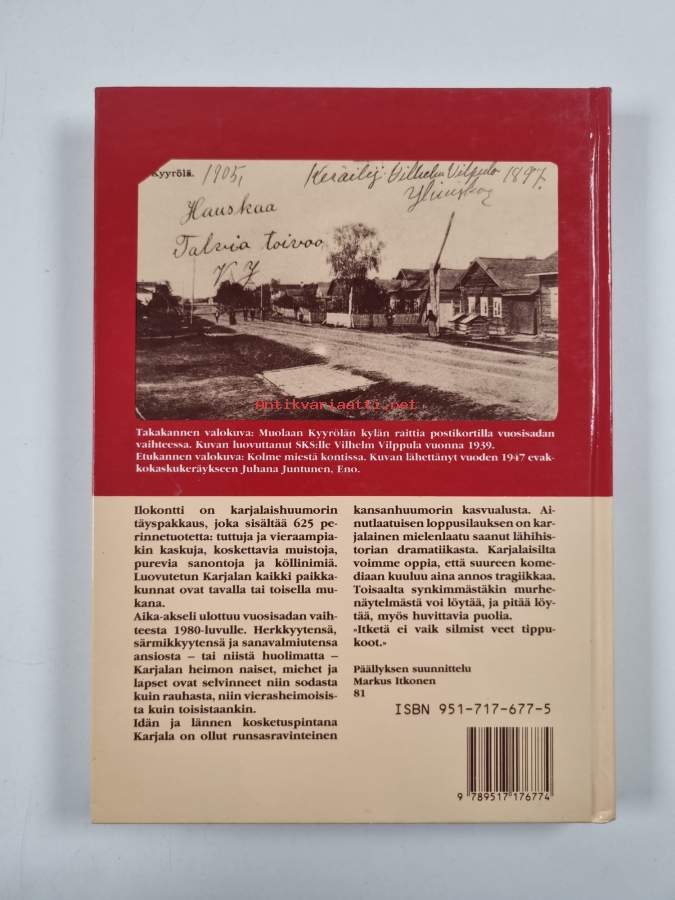 Kyyrölä. 1905, Keräilij. Vilhelm Vilppula 1897.
Hauskaa
Talvia toivoo
antikvariaatti.net
Takakannen valokuva: Muolaan Kyyrölän kylän raittia postikortilla vuosisadan
vaihteessa. Kuvan luovuttanut SKS:lle Vilhelm Vilppula vuonna 1939.
Etukannen valokuva: Kolme miestä kontissa. Kuvan lähettänyt vuoden 1947 evak-
kokaskukeräykseen Juhana Juntunen, Eno.
Ilokontti on karjalaishuumorin
täyspakkaus, joka sisältää 625 pe-
rinnetuotetta: tuttuja ja vieraampia-
kin kaskuja, koskettavia muistoja,
purevia sanontoja ja köllinimiä.
Luovutetun Karjalan kaikki paikka-
kunnat ovat tavalla tai toisella mu-
kana.
Aika-akseli ulottuu vuosisadan vaih-
teesta 1980-luvulle. Herkkyytensä,
särmikkyytensä ja sanavalmiutensa
ansiosta – tai niistä huolimatta –
Karjalan heimon naiset, miehet ja
lapset ovat selvinneet niin sodasta
kuin rauhasta, niin vierasheimoisis-
ta kuin toisistaankin.
Idän ja lännen kosketuspintana
Karjala on ollut runsasravinteinen
kansanhuumorin kasvualusta. Ai-
nutlaatuisen loppusilauksen on kar-
jalainen mielenlaatu saanut lähihis-
torian dramatiikasta. Karjalaisilta
voimme oppia, että suureen kome-
diaan kuuluu aina annos tragiikkaa.
Toisaalta synkimmästäkin murhe-
näytelmästä voi löytää, ja pitää löy-
tää, myös huvittavia puolia.
»Itketä ei vaik silmist veet tippu-
koot.»
Päällyksen suunnittelu
Markus Itkonen
81
ISBN 951-717-677-5
9 789517 176774